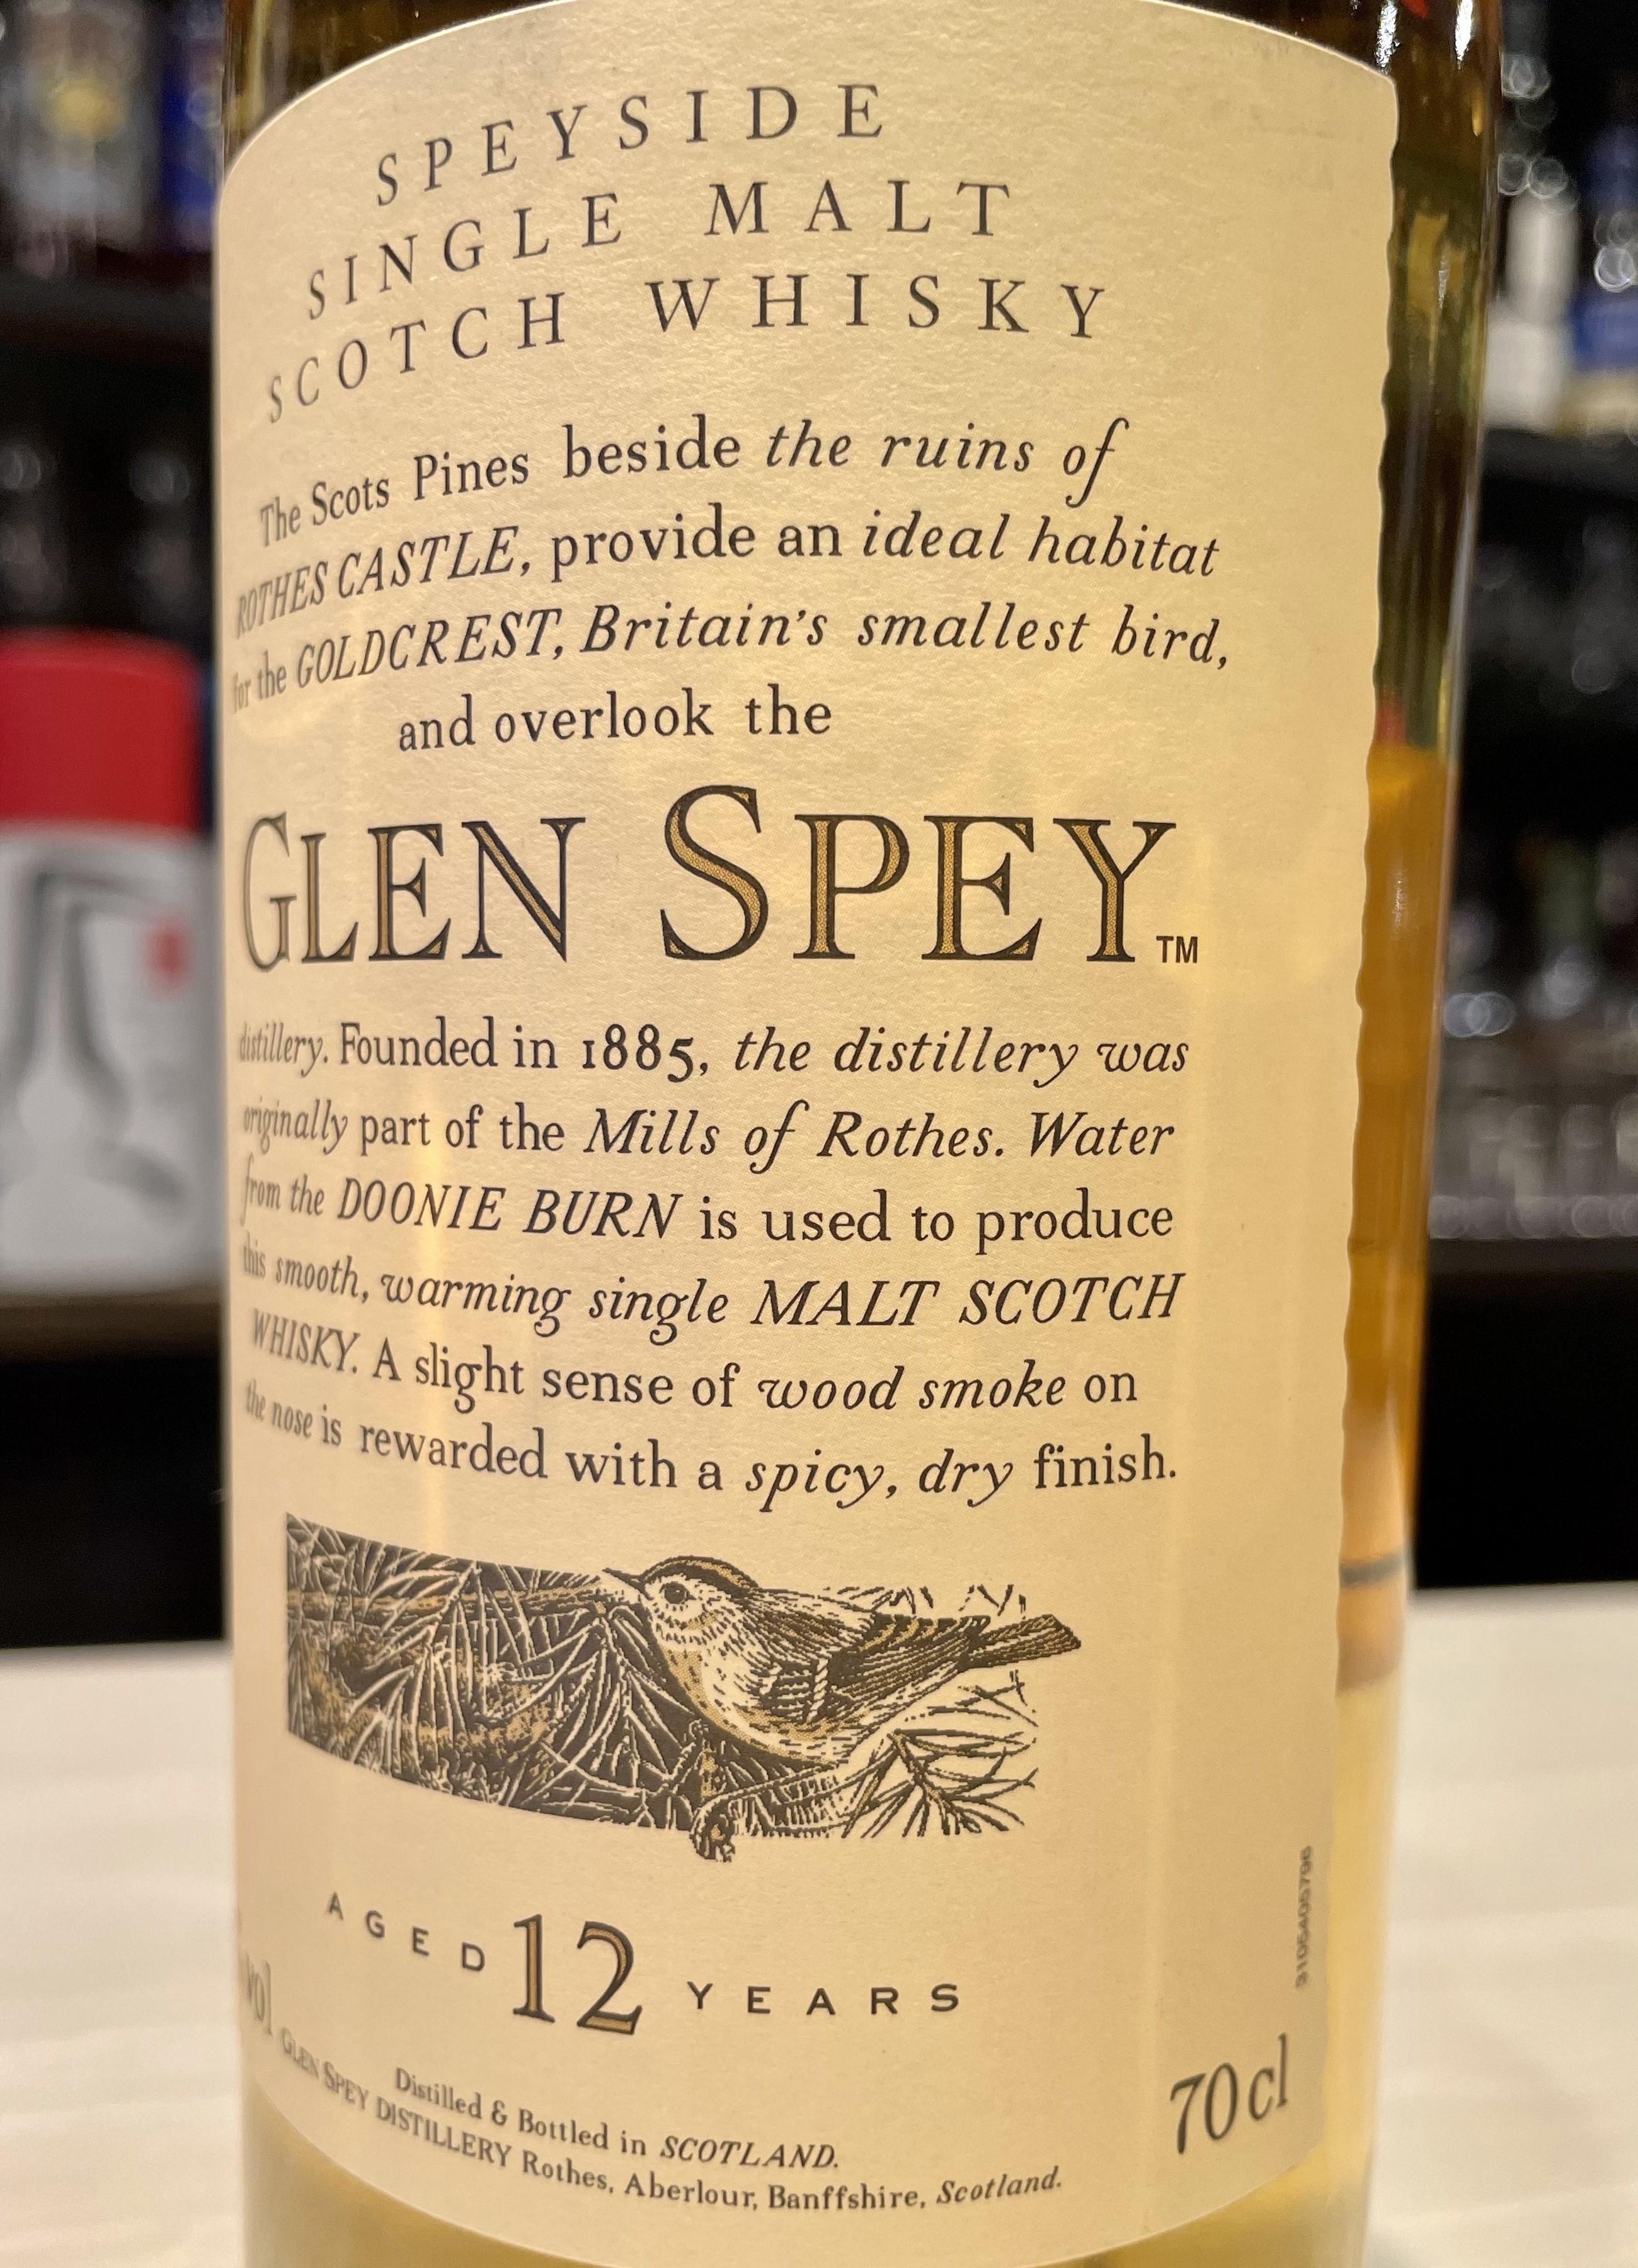 SPEYSIDE
SINGLE MALT
SCOTCH WHISKY
The Scots Pines beside the ruins of
ROTHES CASTLE, provide an ideal habitat
for the GOLDCREST, Britain's smallest bird,
and overlook the
GLEN SPEY™
distillery. Founded in 1885, the distillery was
originally part of the Mills of Rothes. Water
from the DOONIE BURN is used to produce
this smooth, warming single MALT SCOTCH
WHISKY. A slight sense of wood smoke on
the nose is rewarded with a spicy, dry finish.
AGED 12 YEARS
vol
Distilled & Bottled in SCOTLAND.
GLEN SPEY DISTILLERY Rothes, Aberlour, Banffshire, Scotland.
70cl